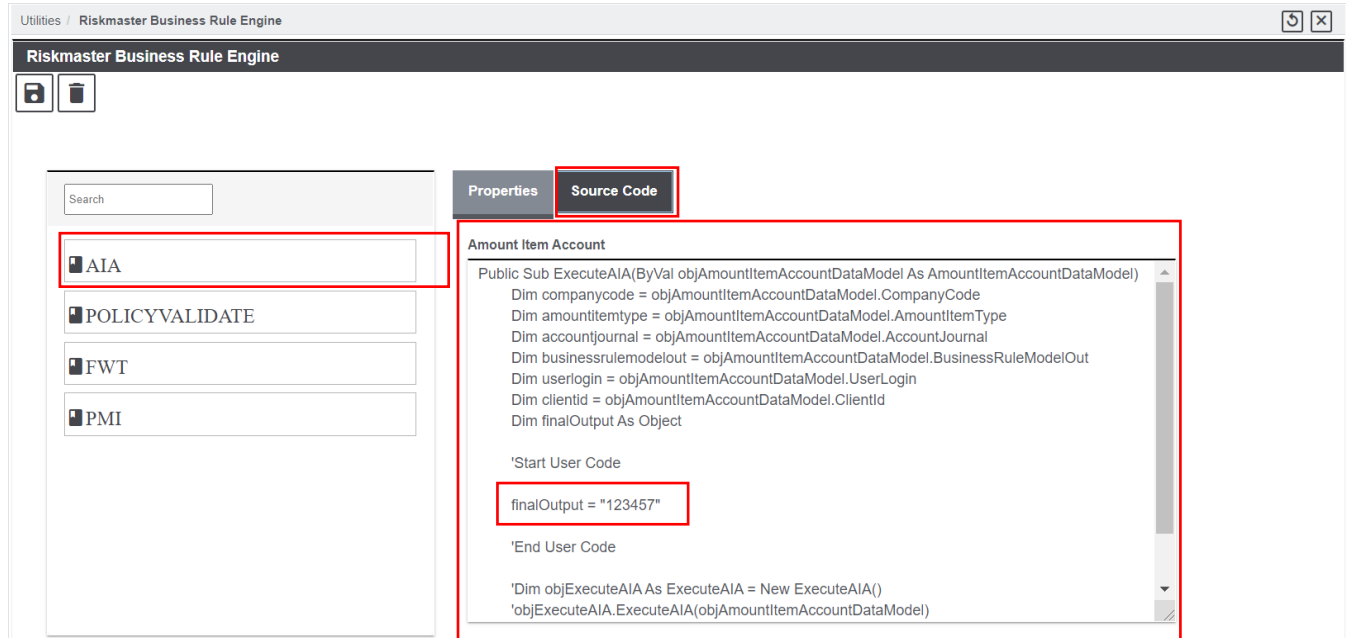 Utilities / Riskmaster Business Rule Engine
Riskmaster Business Rule Engine
Search
AIA
POLICYVALIDATE
FWT
PMI
Properties
Source Code
Amount Item Account
Public Sub ExecuteAIA(ByVal objAmountItemAccountDataModel As AmountItemAccountDataModel)
Dim companycode = objAmountItemAccountDataModel.CompanyCode
Dim amountitemtype = objAmountItemAccountDataModel.AmountItemType
Dim accountjournal = objAmountItemAccountDataModel.AccountJournal
Dim businessrulemodelout = objAmountItemAccountDataModel.BusinessRuleModelOut
Dim userlogin = objAmountItemAccountDataModel.UserLogin
Dim clientid = objAmountItemAccountDataModel.ClientId
Dim finalOutput As Object
'Start User Code
finalOutput = "123457"
'End User Code
'Dim objExecuteAIA As ExecuteAIA = New ExecuteAIA()
'objExecuteAIA.ExecuteAIA(objAmountItemAccountDataModel)